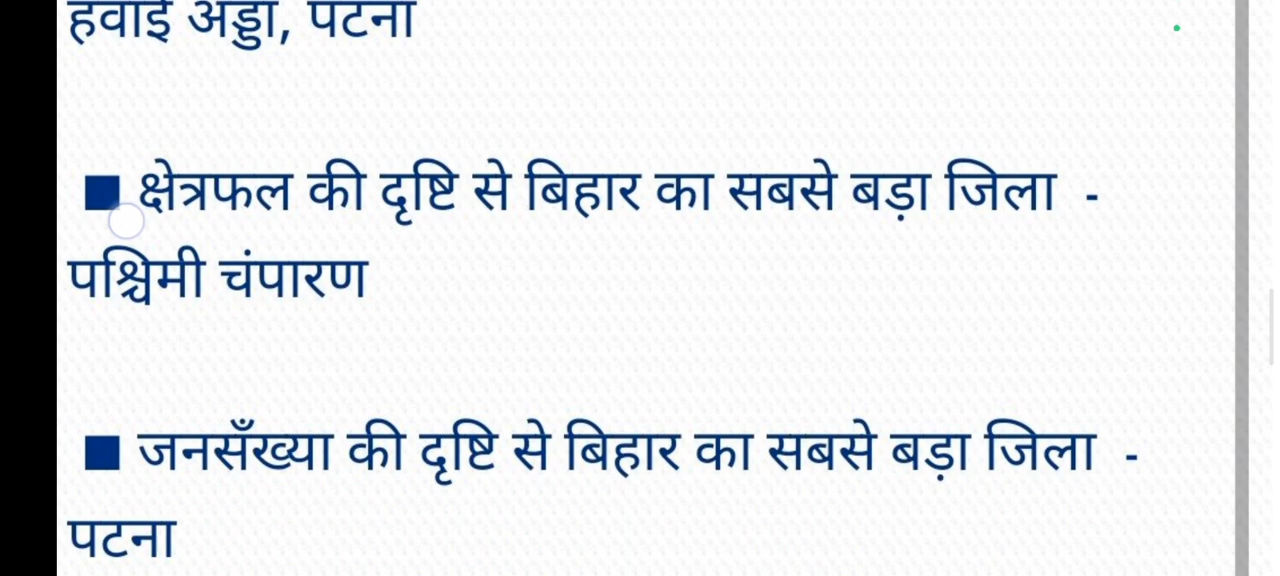 हवाई अड्डा, पटना
■ क्षेत्रफल की दृष्टि से बिहार का सबसे बड़ा जिला -
पश्चिमी चंपारण
■ जनसँख्या की दृष्टि से बिहार का सबसे बड़ा जिला -
पटना